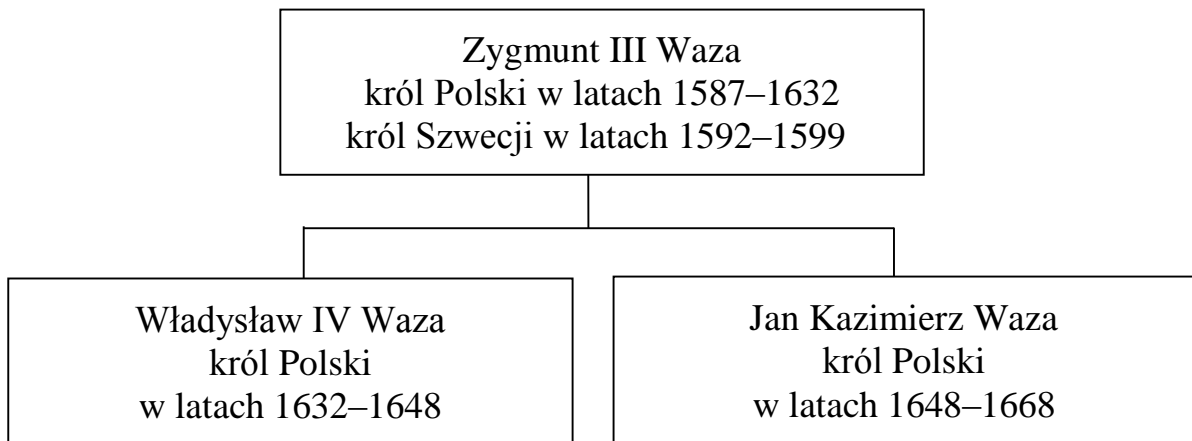 Zygmunt III Waza
król Polski w latach 1587–1632
król Szwecji w latach 1592–1599
Władysław IV Waza
król Polski
w latach 1632–1648
Jan Kazimierz Waza
król Polski
w latach 1648–1668